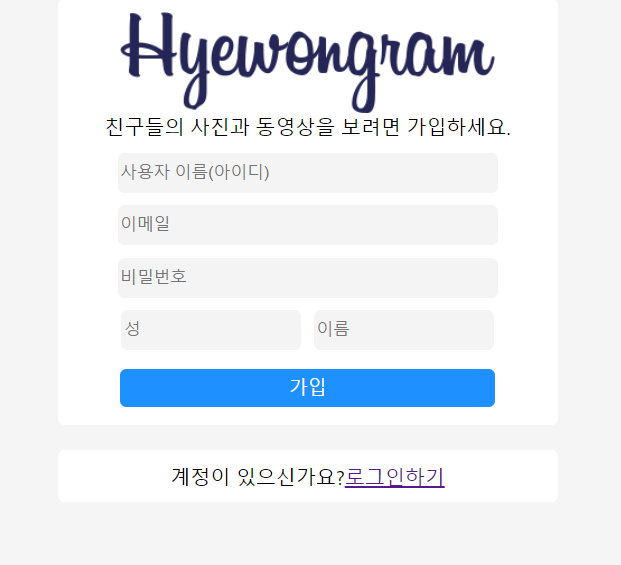 Hyewongram
친구들의 사진과 동영상을 보려면 가입하세요.
사용자 이름(아이디)
이메일
비밀번호
성 이름
가입
계정이 있으신가요?로그인하기